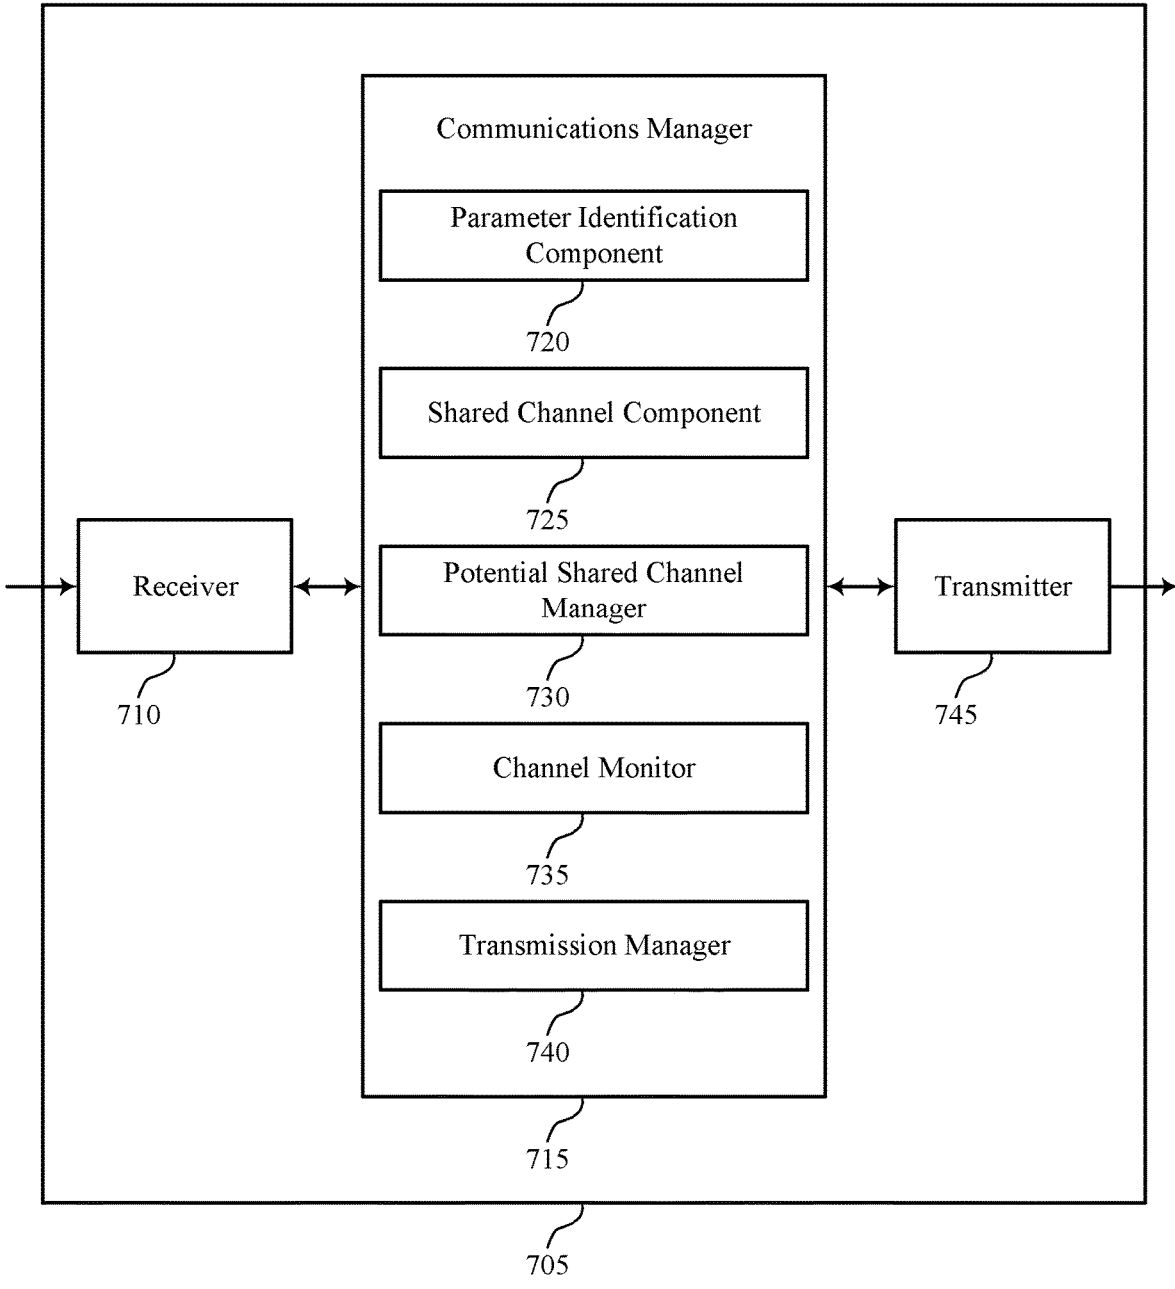 Communications Manager
Parameter Identification
Component
720
Shared Channel Component
725
Receiver
710
Potential Shared Channel
Manager
730
Transmitter
745
Channel Monitor
735
Transmission Manager
740
715
705